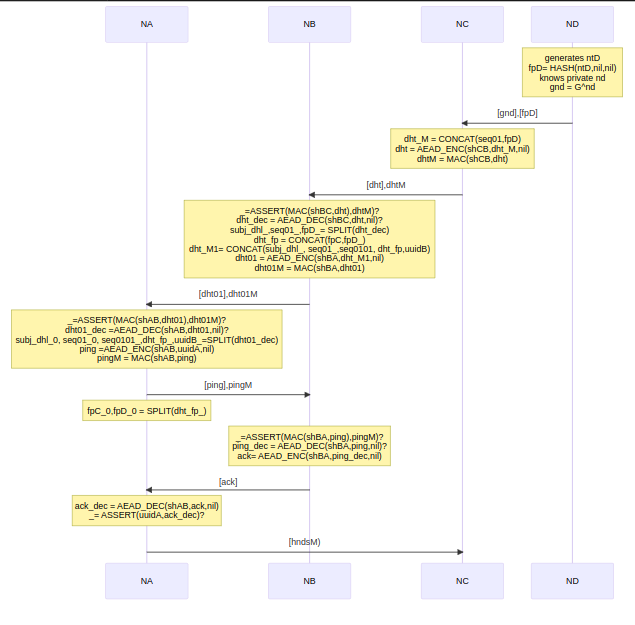 NA NB NC ND
generates ntD
fpD= HASH(ntD,nil,nil)
knows private nd
gnd = G^nd
[gnd],[fpD]
dht_M = CONCAT(seq01,fpD)
dht = AEAD_ENC(shCB,dht_M,nil)
dhtM = MAC(shCB,dht)
[dht],dhtM
_=ASSERT(MAC(shBC,dht),dhtM)?
dht_dec = AEAD_DEC(shBC,dht,nil)?
subj_dhl_,seq01_,fpD_= SPLIT(dht_dec)
dht_fp = CONCAT(fpC,fpD_)
dht_M1= CONCAT(subj_dhl_, seq01_,seq0101, dht_fp,uuidB)
dht01 = AEAD_ENC(shBA,dht_M1,nil)
dht01M = MAC(shBA,dht01)
[dht01],dht01M
_=ASSERT(MAC(shAB,dht01),dht01M)?
dht01_dec =AEAD_DEC(shAB,dht01,nil)?
subj_dhl_0, seq01_0, seq0101_,dht_fp_,uuidB_=SPLIT(dht01_dec)
ping =AEAD_ENC(shAB,uuidA,nil)
pingM = MAC(shAB,ping)
[ping],pingM
fpC_0,fpD_0 = SPLIT(dht_fp_)
_=ASSERT(MAC(shBA,ping),pingM)?
ping_dec = AEAD_DEC(shBA,ping,nil)?
ack= AEAD_ENC(shBA,ping_dec,nil)
[ack]
ack_dec = AEAD_DEC(shAB,ack,nil)
_= ASSERT(uuidA,ack_dec)?
[hndsM)
NA NB NC ND